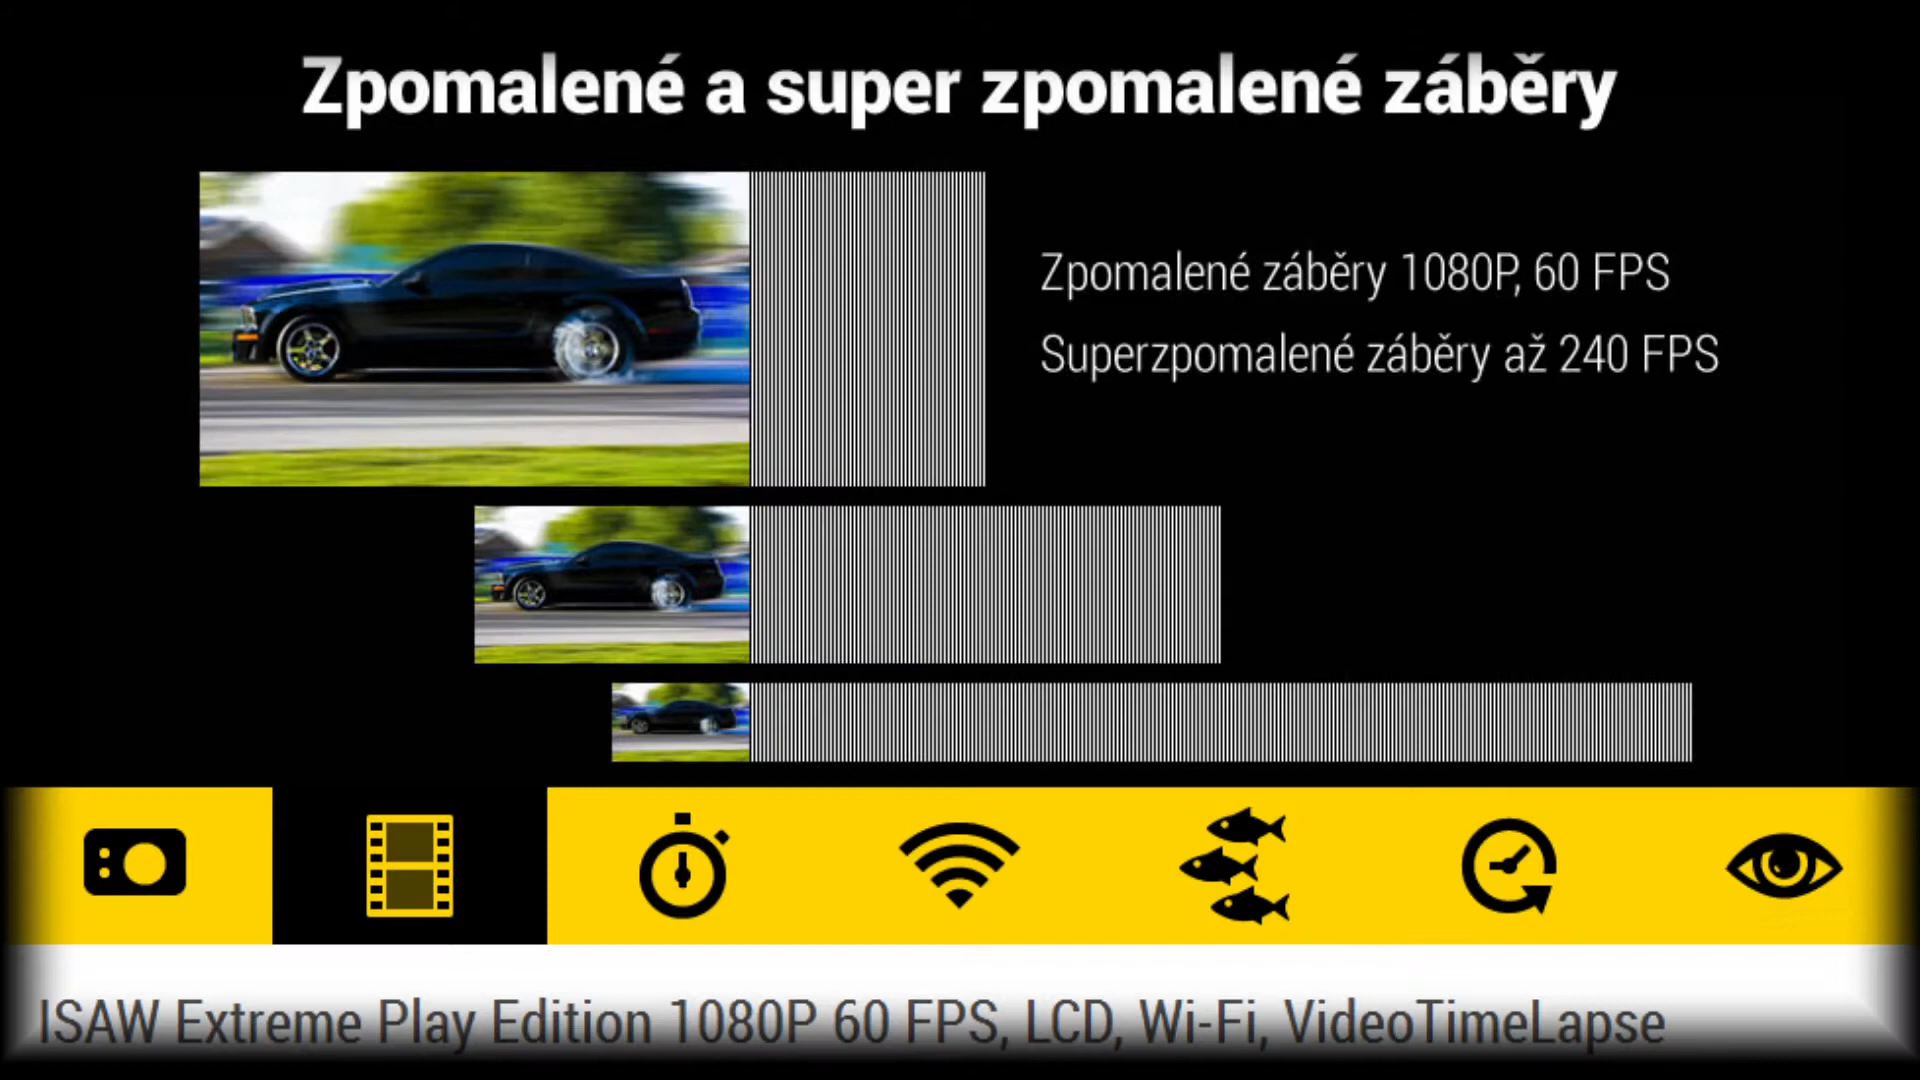 Zpomalené a super zpomalené záběry
Zpomalené záběry 1080P, 60 FPS
Superzpomalené záběry až 240 FPS
ISAW Extreme Play Edition 1080P 60 FPS, LCD, Wi-Fi, VideoTimeLapse